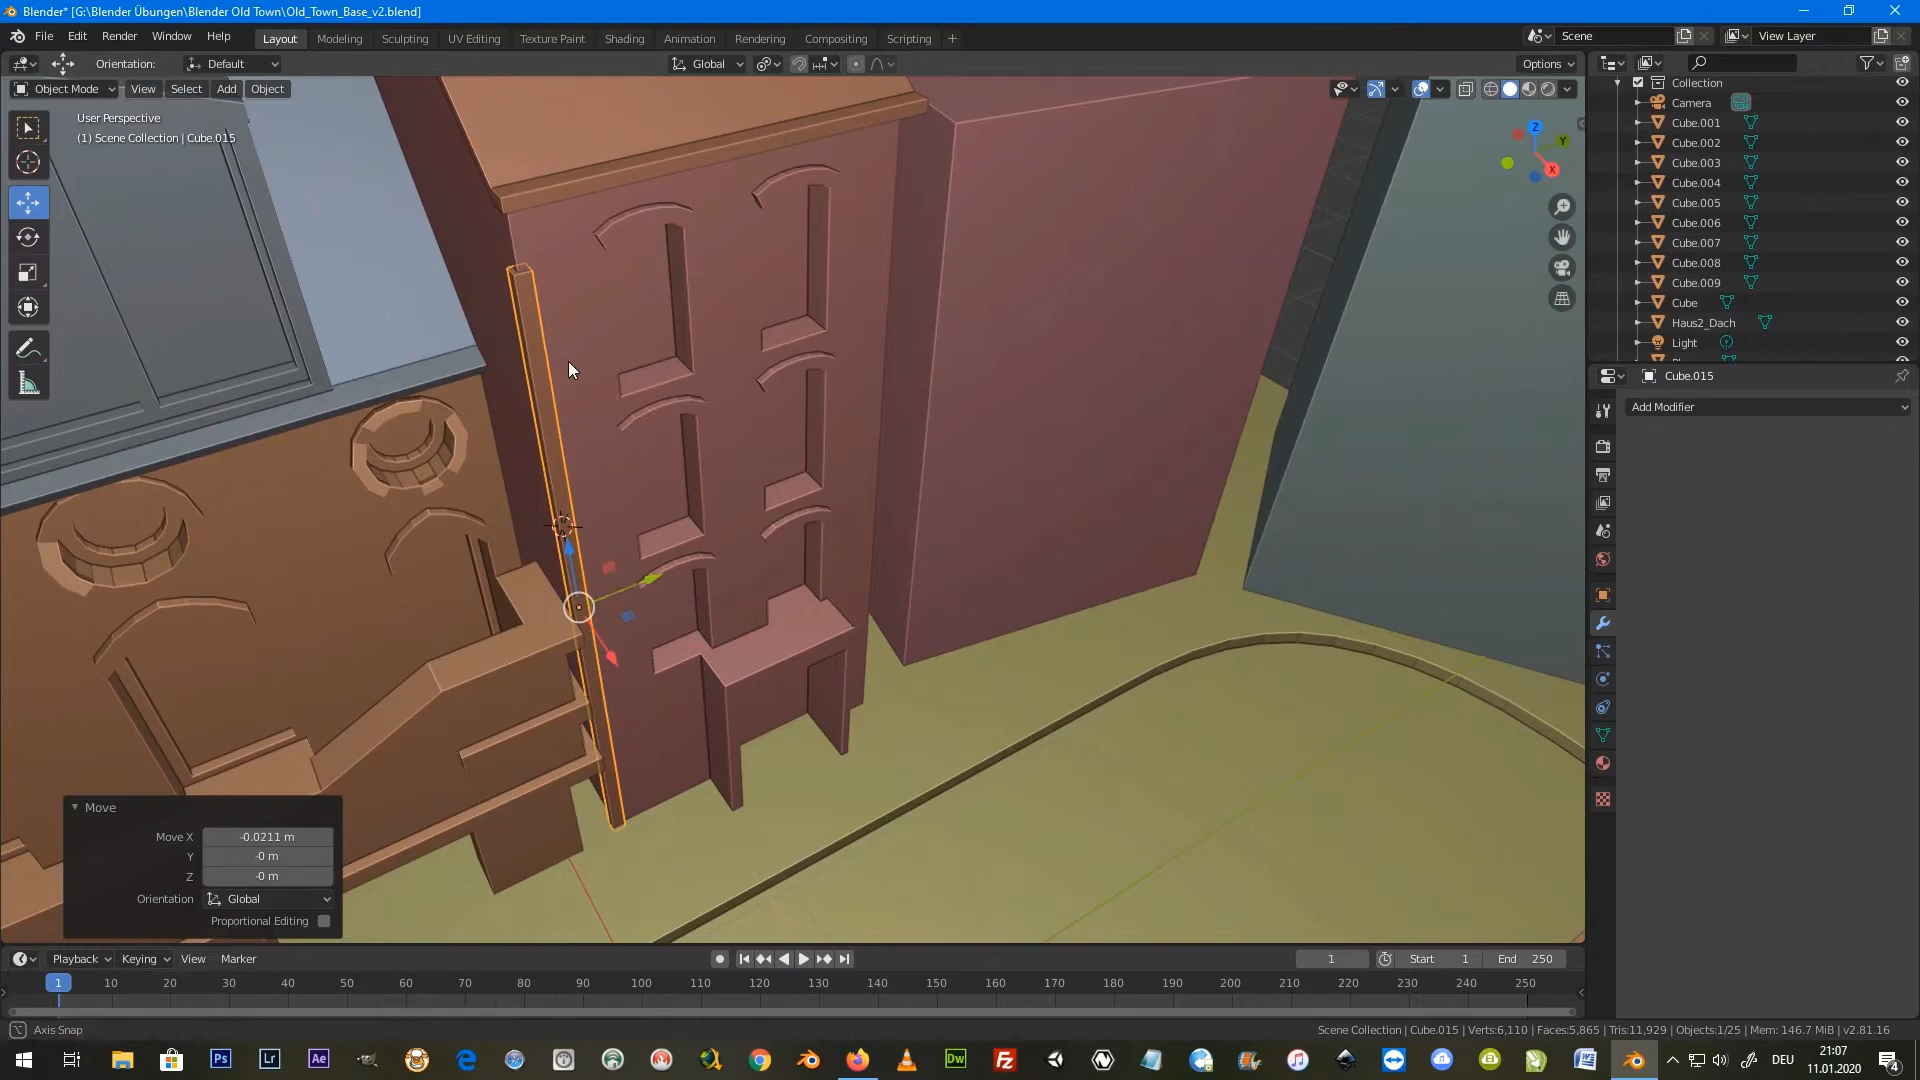 Blender* [G:\Blender Übungen\Blender Old Town\Old_Town_Base_v2.blend]
File Edit Render Window Help
Layout Modeling Sculpting UV Editing Texture Paint Shading Animation Rendering Compositing Scripting
Scene
View Layer
Orientation: Default
Global
Options
Object Mode View Select Add Object
User Perspective
(1) Scene Collection | Cube.015
Z
Y
X
Collection
Camera
Cube.001
Cube.002
Cube.003
Cube.004
Cube.005
Cube.006
Cube.007
Cube.008
Cube.009
Cube
Haus2_Dach
Light
Cube.015
Add Modifier
Move
Move X -0.0211 m
Y -0 m
Z -0 m
Orientation Global
Proportional Editing
Playback Keying View Marker
1
Start 1
End 250
1 10 20 30 40 50 60 70 80 90 100 110 120 130 140 150 160 170 180 190 200 210 220 230 240 250
Axis Snap
Scene Collection | Cube.015 | Verts:6,110 | Faces:5,865 | Tris:11,929 | Objects:1/25 | Mem: 146.7 MiB | v2.81.16
Ps Lr Ae Dw
DEU
21:07
11.01.2020
4